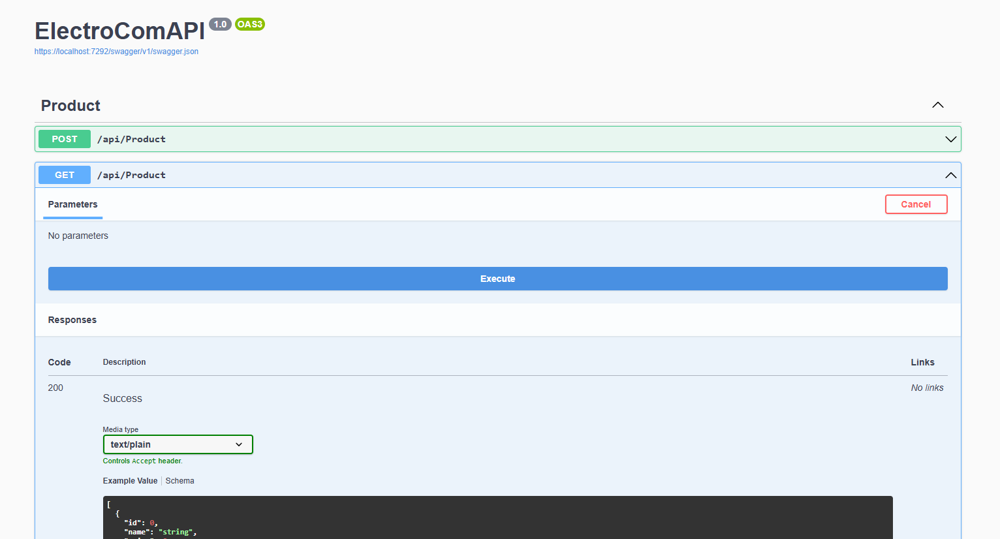 ElectroComAPI 1.0 OAS3
https://localhost:7292/swagger/v1/swagger.json
Product
POST /api/Product
GET /api/Product
Parameters Cancel
No parameters
Execute
Responses
Code Description Links
200 Success No links
Media type
text/plain
Controls Accept header.
Example Value Schema
[
{
"id": 0,
"name": "string",